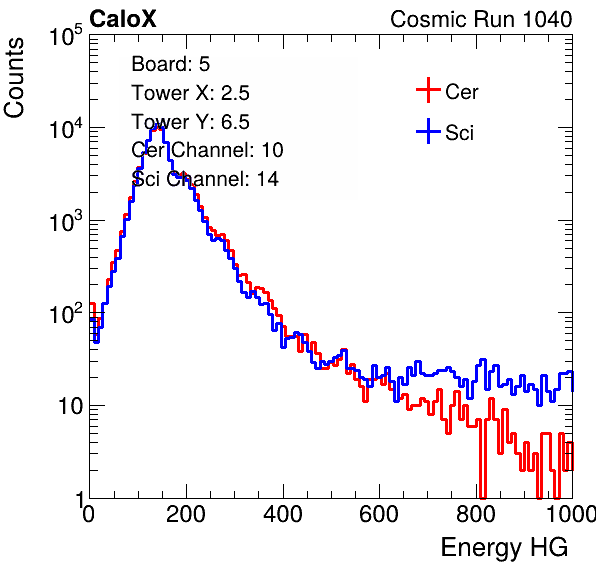 CaloX Cosmic Run 1040
Counts
10^5
10^4
10^3
10^2
10
1
Board: 5
Tower X: 2.5
Tower Y: 6.5
Cer Channel: 10
Sci Channel: 14
Cer
Sci
0 200 400 600 800 1000
Energy HG